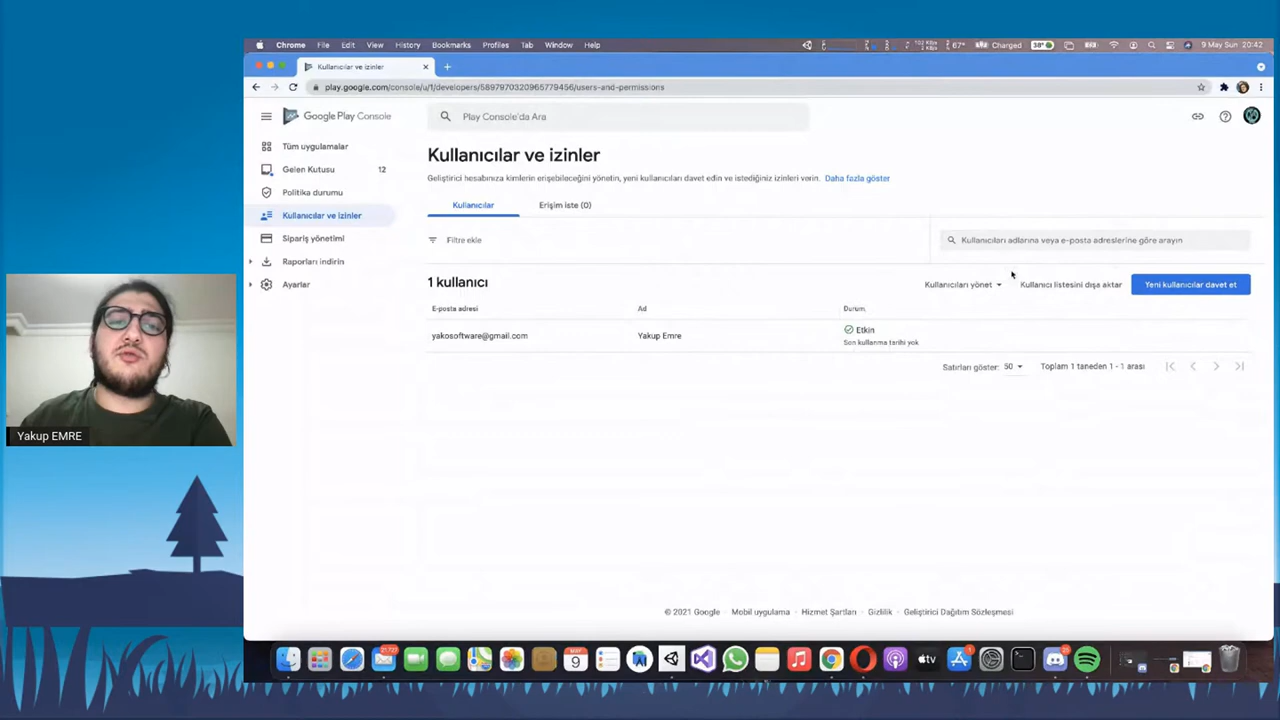 Chrome File Edit View History Bookmarks Profiles Tab Window Help
67° Charged 38° 9 May Sun 20:42
Kullanıcılar ve izinler
play.google.com/console/u/1/developers/5897970320965779456/users-and-permissions
Google Play Console
Play Console'da Ara
Tüm uygulamalar
Gelen Kutusu 12
Politika durumu
Kullanıcılar ve izinler
Sipariş yönetimi
Raporları indirin
Ayarlar
Kullanıcılar ve izinler
Geliştirici hesabınıza kimlerin erişebileceğini yönetin, yeni kullanıcıları davet edin ve istediğiniz izinleri verin. Daha fazla göster
Kullanıcılar Erişim iste (0)
Filtre ekle
Kullanıcıları adlarına veya e-posta adreslerine göre arayın
1 kullanıcı
Kullanıcıları yönet Kullanıcı listesini dışa aktar Yeni kullanıcılar davet et
E-posta adresi Ad Durum
yakosoftware@gmail.com Yakup Emre Etkin
Son kullanma tarihi yok
Satırları göster: 50 Toplam 1 taneden 1 - 1 arası
© 2021 Google · Mobil uygulama · Hizmet Şartları · Gizlilik · Geliştirici Dağıtım Sözleşmesi
Yakup EMRE
MAY
9
tv